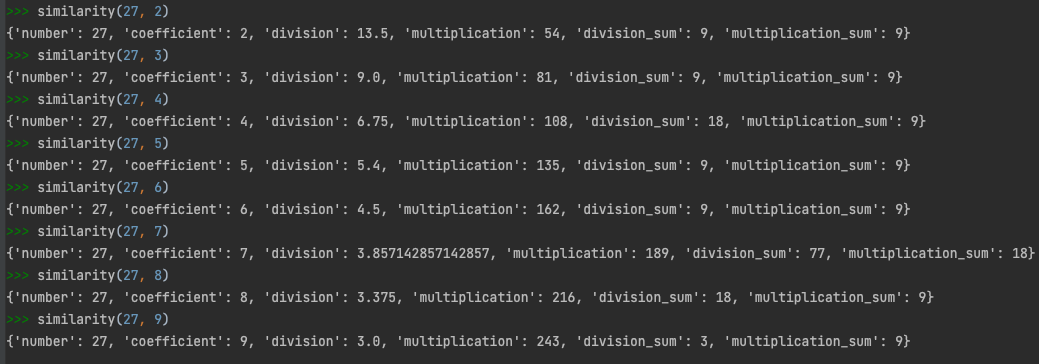 >>> similarity(27, 2)
{'number': 27, 'coefficient': 2, 'division': 13.5, 'multiplication': 54, 'division_sum': 9, 'multiplication_sum': 9}
>>> similarity(27, 3)
{'number': 27, 'coefficient': 3, 'division': 9.0, 'multiplication': 81, 'division_sum': 9, 'multiplication_sum': 9}
>>> similarity(27, 4)
{'number': 27, 'coefficient': 4, 'division': 6.75, 'multiplication': 108, 'division_sum': 18, 'multiplication_sum': 9}
>>> similarity(27, 5)
{'number': 27, 'coefficient': 5, 'division': 5.4, 'multiplication': 135, 'division_sum': 9, 'multiplication_sum': 9}
>>> similarity(27, 6)
{'number': 27, 'coefficient': 6, 'division': 4.5, 'multiplication': 162, 'division_sum': 9, 'multiplication_sum': 9}
>>> similarity(27, 7)
{'number': 27, 'coefficient': 7, 'division': 3.857142857142857, 'multiplication': 189, 'division_sum': 77, 'multiplication_sum': 18}
>>> similarity(27, 8)
{'number': 27, 'coefficient': 8, 'division': 3.375, 'multiplication': 216, 'division_sum': 18, 'multiplication_sum': 9}
>>> similarity(27, 9)
{'number': 27, 'coefficient': 9, 'division': 3.0, 'multiplication': 243, 'division_sum': 3, 'multiplication_sum': 9}